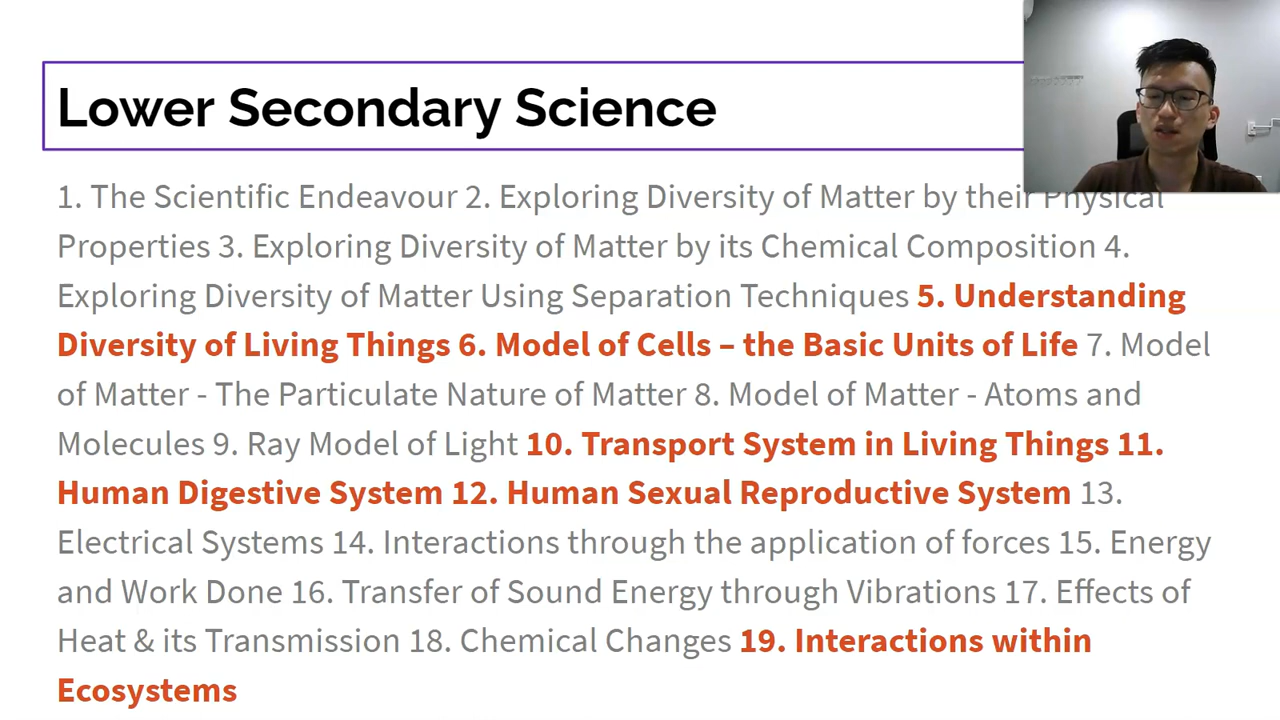 Lower Secondary Science
1. The Scientific Endeavour 2. Exploring Diversity of Matter by their Physical
Properties 3. Exploring Diversity of Matter by its Chemical Composition 4.
Exploring Diversity of Matter Using Separation Techniques 5. Understanding
Diversity of Living Things 6. Model of Cells – the Basic Units of Life 7. Model
of Matter - The Particulate Nature of Matter 8. Model of Matter - Atoms and
Molecules 9. Ray Model of Light 10. Transport System in Living Things 11.
Human Digestive System 12. Human Sexual Reproductive System 13.
Electrical Systems 14. Interactions through the application of forces 15. Energy
and Work Done 16. Transfer of Sound Energy through Vibrations 17. Effects of
Heat & its Transmission 18. Chemical Changes 19. Interactions within
Ecosystems